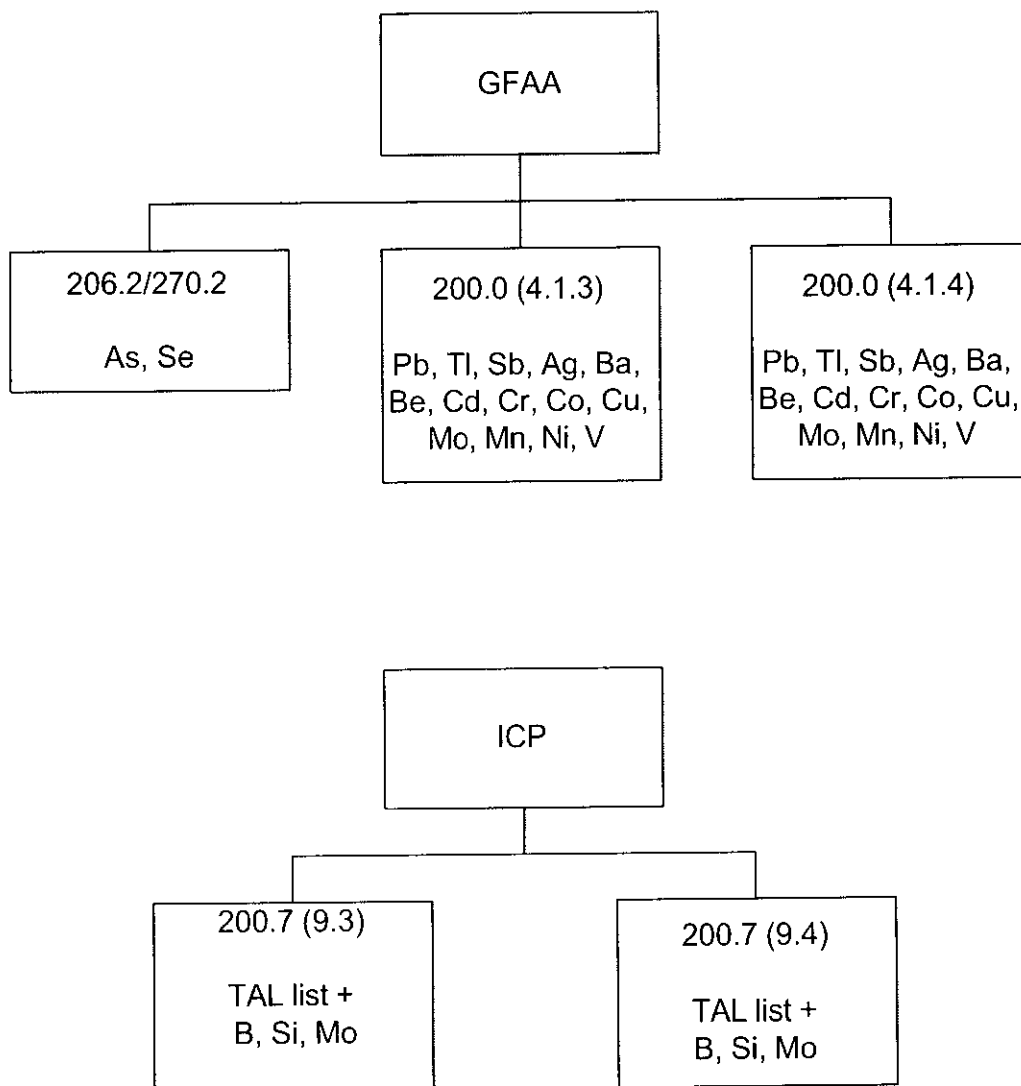 GFAA
206.2/270.2
As, Se
200.0 (4.1.3)
Pb, Tl, Sb, Ag, Ba,
Be, Cd, Cr, Co, Cu,
Mo, Mn, Ni, V
200.0 (4.1.4)
Pb, Tl, Sb, Ag, Ba,
Be, Cd, Cr, Co, Cu,
Mo, Mn, Ni, V
ICP
200.7 (9.3)
TAL list +
B, Si, Mo
200.7 (9.4)
TAL list +
B, Si, Mo